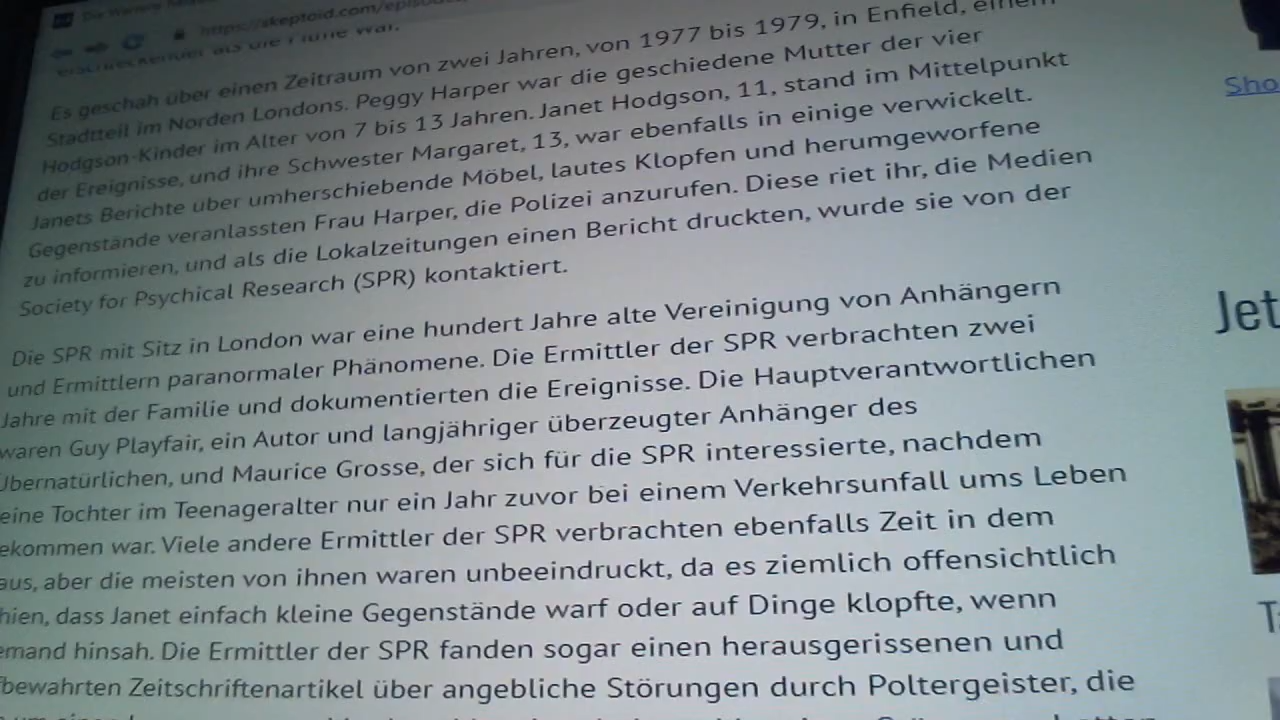 https://skeptoid.com/episodes
Es geschah über einen Zeitraum von zwei Jahren, von 1977 bis 1979, in Enfield, einem
Stadtteil im Norden Londons. Peggy Harper war die geschiedene Mutter der vier
Hodgson-Kinder im Alter von 7 bis 13 Jahren. Janet Hodgson, 11, stand im Mittelpunkt
der Ereignisse, und ihre Schwester Margaret, 13, war ebenfalls in einige verwickelt.
Janets Berichte über umherschiebende Möbel, lautes Klopfen und herumgeworfene
Gegenstände veranlassten Frau Harper, die Polizei anzurufen. Diese riet ihr, die Medien
zu informieren, und als die Lokalzeitungen einen Bericht druckten, wurde sie von der
Society for Psychical Research (SPR) kontaktiert.
Die SPR mit Sitz in London war eine hundert Jahre alte Vereinigung von Anhängern
und Ermittlern paranormaler Phänomene. Die Ermittler der SPR verbrachten zwei
Jahre mit der Familie und dokumentierten die Ereignisse. Die Hauptverantwortlichen
waren Guy Playfair, ein Autor und langjähriger überzeugter Anhänger des
Übernatürlichen, und Maurice Grosse, der sich für die SPR interessierte, nachdem
eine Tochter im Teenageralter nur ein Jahr zuvor bei einem Verkehrsunfall ums Leben
ekommen war. Viele andere Ermittler der SPR verbrachten ebenfalls Zeit in dem
aus, aber die meisten von ihnen waren unbeeindruckt, da es ziemlich offensichtlich
hien, dass Janet einfach kleine Gegenstände warf oder auf Dinge klopfte, wenn
emand hinsah. Die Ermittler der SPR fanden sogar einen herausgerissenen und
bewahrten Zeitschriftenartikel über angebliche Störungen durch Poltergeister, die
Sho
Jet